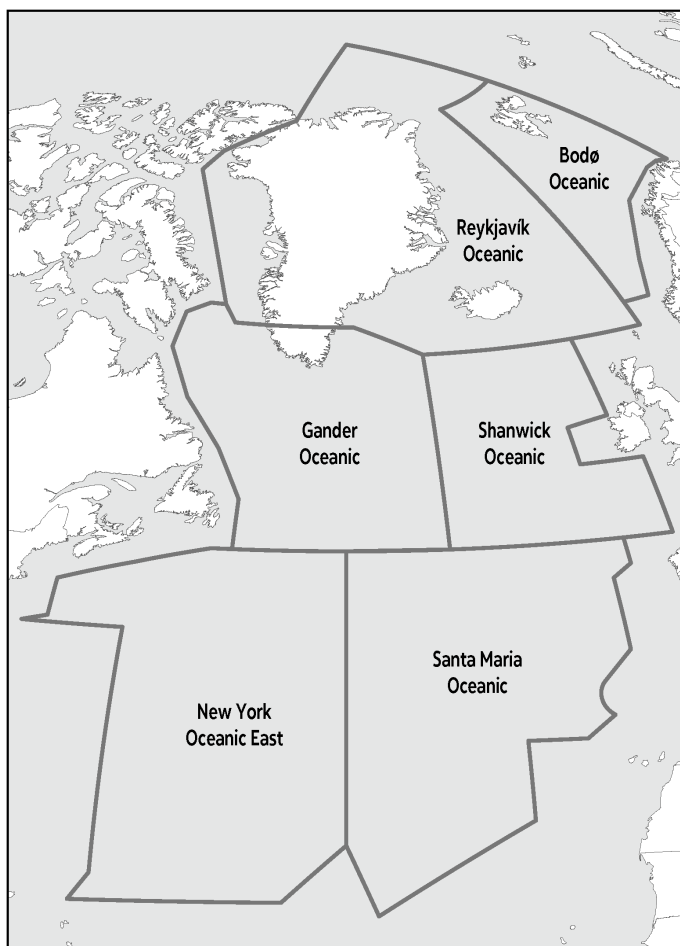 Bodø
Oceanic
Reykjavík
Oceanic
Gander
Oceanic
Shanwick
Oceanic
Santa Maria
Oceanic
New York
Oceanic East